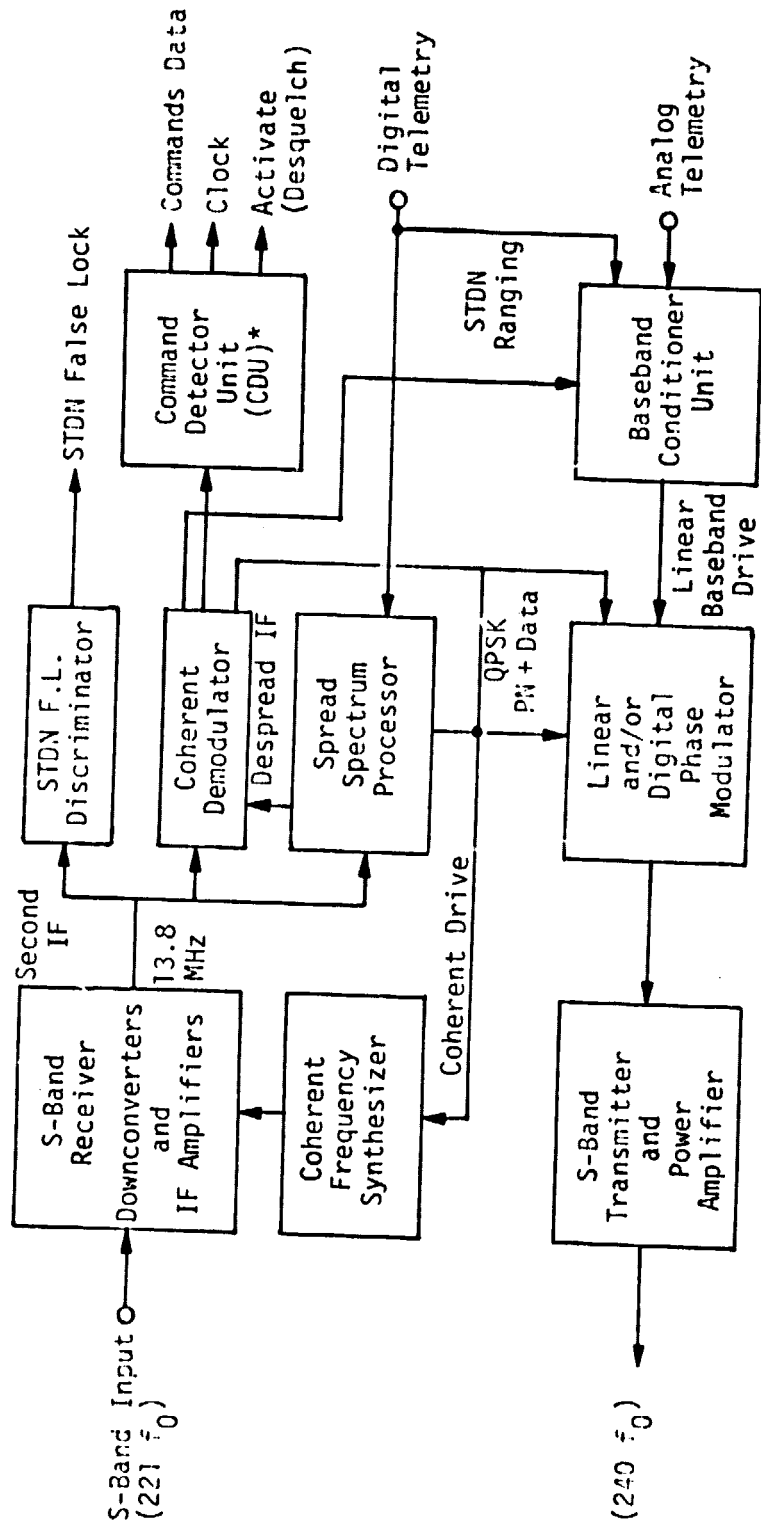 S-Band Input
(221 f0)
S-Band
Receiver
Downconverters
and
IF Amplifiers
Second
IF
13.8
MHz
STDN F.L.
Discriminator
STDN False Lock
Coherent
Demodulator
Command
Detector
Unit
(CDU)*
Commands Data
Clock
Activate
(Desquelch)
Despread IF
Coherent
Frequency
Synthesizer
Spread
Spectrum
Processor
Digital
Telemetry
Coherent Drive
QPSK
PN + Data
STDN
Ranging
Analog
Telemetry
(240 f0)
S-Band
Transmitter
and
Power
Amplifier
Linear
and/or
Digital
Phase
Modulator
Linear
Baseband
Drive
Baseband
Conditioner
Unit